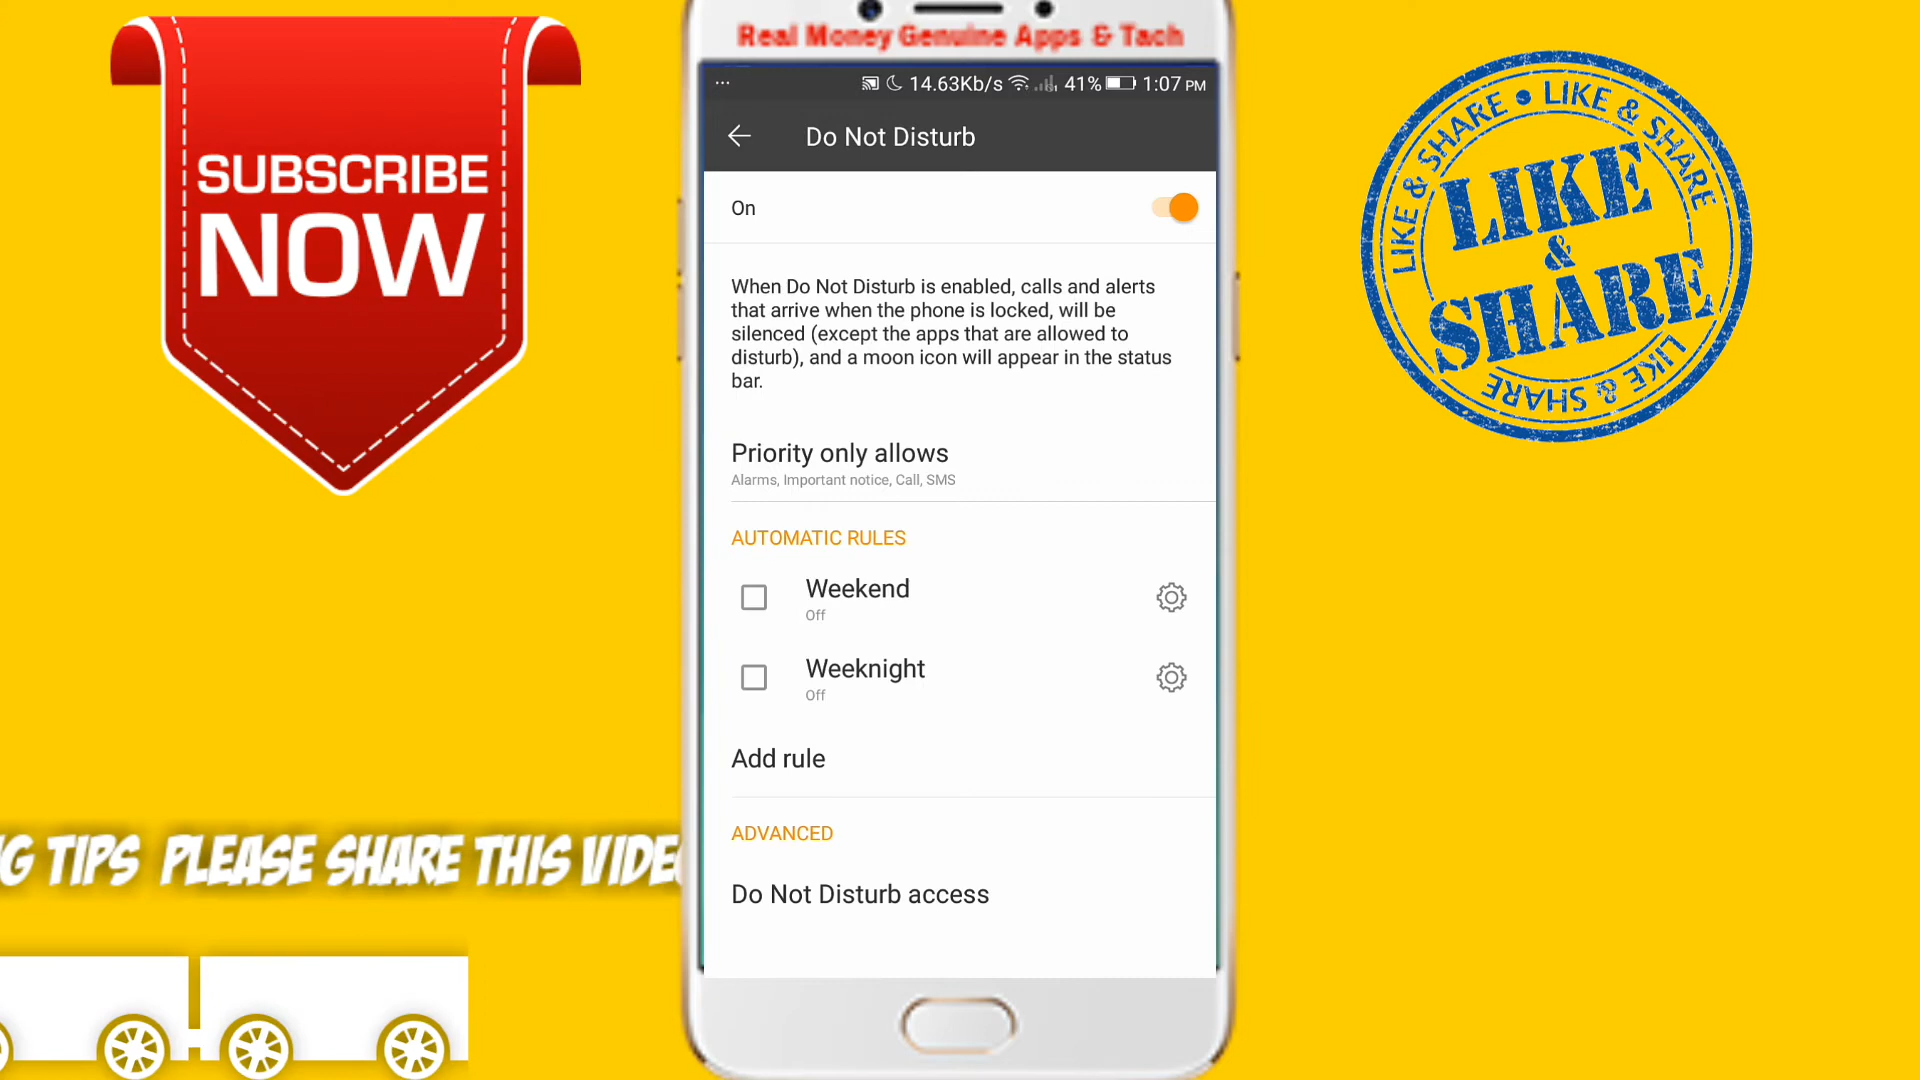 SUBSCRIBE
NOW
Real Money Genuine Apps & Tach
... 14.63Kb/s 41% 1:07 PM
Do Not Disturb
On
When Do Not Disturb is enabled, calls and alerts
that arrive when the phone is locked, will be
silenced (except the apps that are allowed to
disturb), and a moon icon will appear in the status
bar.
Priority only allows
Alarms, Important notice, Call, SMS
AUTOMATIC RULES
Weekend
Off
Weeknight
Off
Add rule
ADVANCED
Do Not Disturb access
LIKE & SHARE • LIKE & SHARE
LIKE
&
SHARE
LIKE & SHARE
G TIPS PLEASE SHARE THIS VIDE